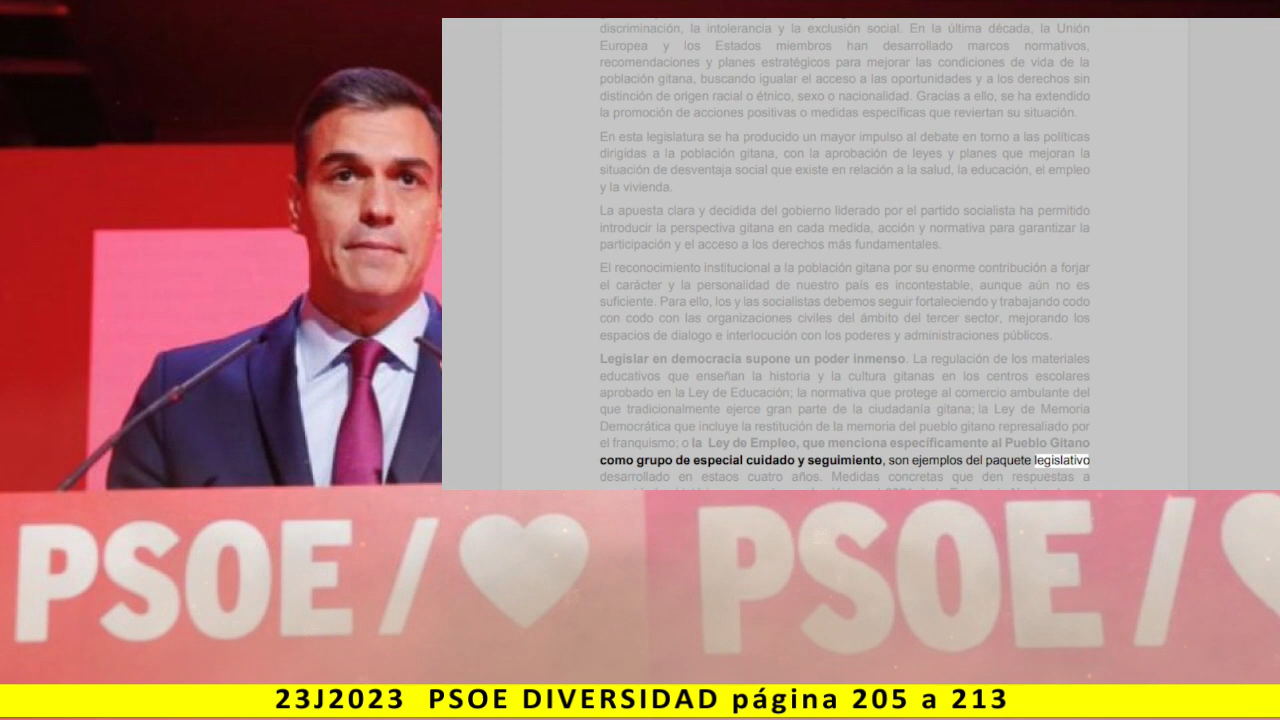 discriminación, la intolerancia y la exclusión social. En la última década, la Unión
Europea y los Estados miembros han desarrollado marcos normativos,
recomendaciones y planes estratégicos para mejorar las condiciones de vida de la
población gitana, buscando igualar el acceso a las oportunidades y a los derechos sin
distinción de origen racial o étnico, sexo o nacionalidad. Gracias a ello, se ha extendido
la promoción de acciones positivas o medidas específicas que reviertan su situación.
En esta legislatura se ha producido un mayor impulso al debate en torno a las políticas
dirigidas a la población gitana, con la aprobación de leyes y planes que mejoran la
situación de desventaja social que existe en relación a la salud, la educación, el empleo
y la vivienda.
La apuesta clara y decidida del gobierno liderado por el partido socialista ha permitido
introducir la perspectiva gitana en cada medida, acción y normativa para garantizar la
participación y el acceso a los derechos más fundamentales.
El reconocimiento institucional a la población gitana por su enorme contribución a forjar
el carácter y la personalidad de nuestro país es incontestable, aunque aún no es
suficiente. Para ello, los y las socialistas debemos seguir fortaleciendo y trabajando codo
con codo con las organizaciones civiles del ámbito del tercer sector, mejorando los
espacios de dialogo e interlocución con los poderes y administraciones públicos.
Legislar en democracia supone un poder inmenso. La regulación de los materiales
educativos que enseñan la historia y la cultura gitanas en los centros escolares
aprobado en la Ley de Educación; la normativa que protege al comercio ambulante del
que tradicionalmente ejerce gran parte de la ciudadanía gitana; la Ley de Memoria
Democrática que incluye la restitución de la memoria del pueblo gitano represaliado por
el franquismo; o la Ley de Empleo, que menciona específicamente al Pueblo Gitano
como grupo de especial cuidado y seguimiento, son ejemplos del paquete legislativo
desarrollado en estaos cuatro años. Medidas concretas que den respuestas a
PSOE /
PSOE /
23J2023 PSOE DIVERSIDAD página 205 a 213